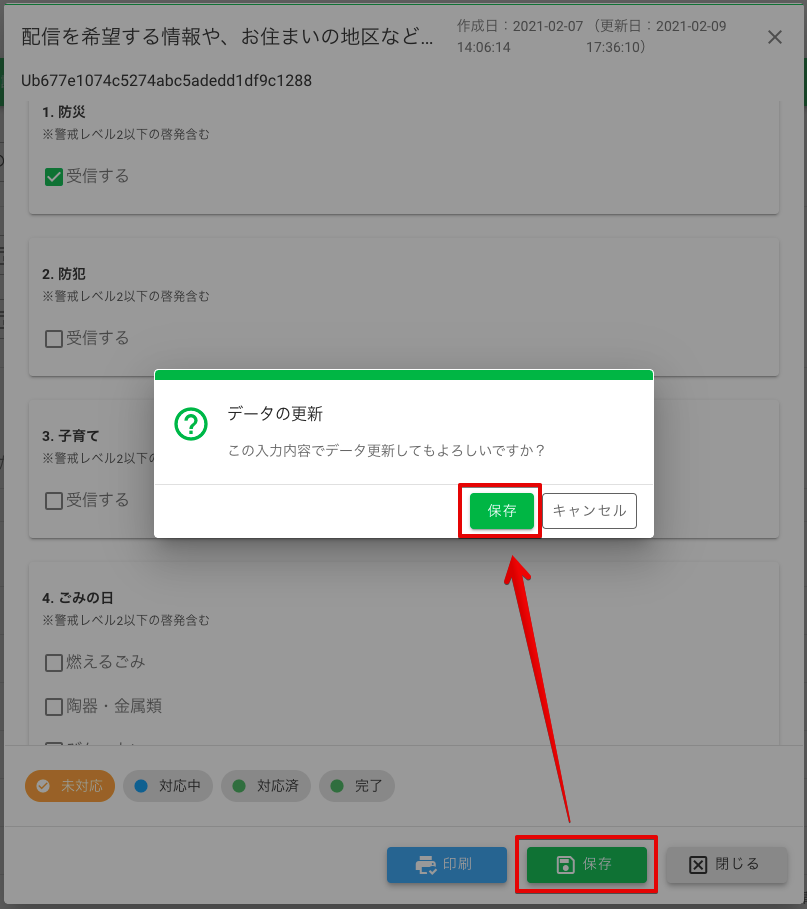 配信を希望する情報や、お住まいの地区など...
作成日：2021-02-07 14:06:14
（更新日：2021-02-09 17:36:10）
Ub677e1074c5274abc5adedd1df9c1288
1. 防災
※警戒レベル2以下の啓発含む
受信する
2. 防犯
※警戒レベル2以下の啓発含む
受信する
データの更新
この入力内容でデータ更新してもよろしいですか？
保存
キャンセル
3. 子育て
※警戒レベル2以下の
受信する
4. ごみの日
※警戒レベル2以下の啓発含む
燃えるごみ
陶器・金属類
未対応
対応中
対応済
完了
印刷
保存
閉じる